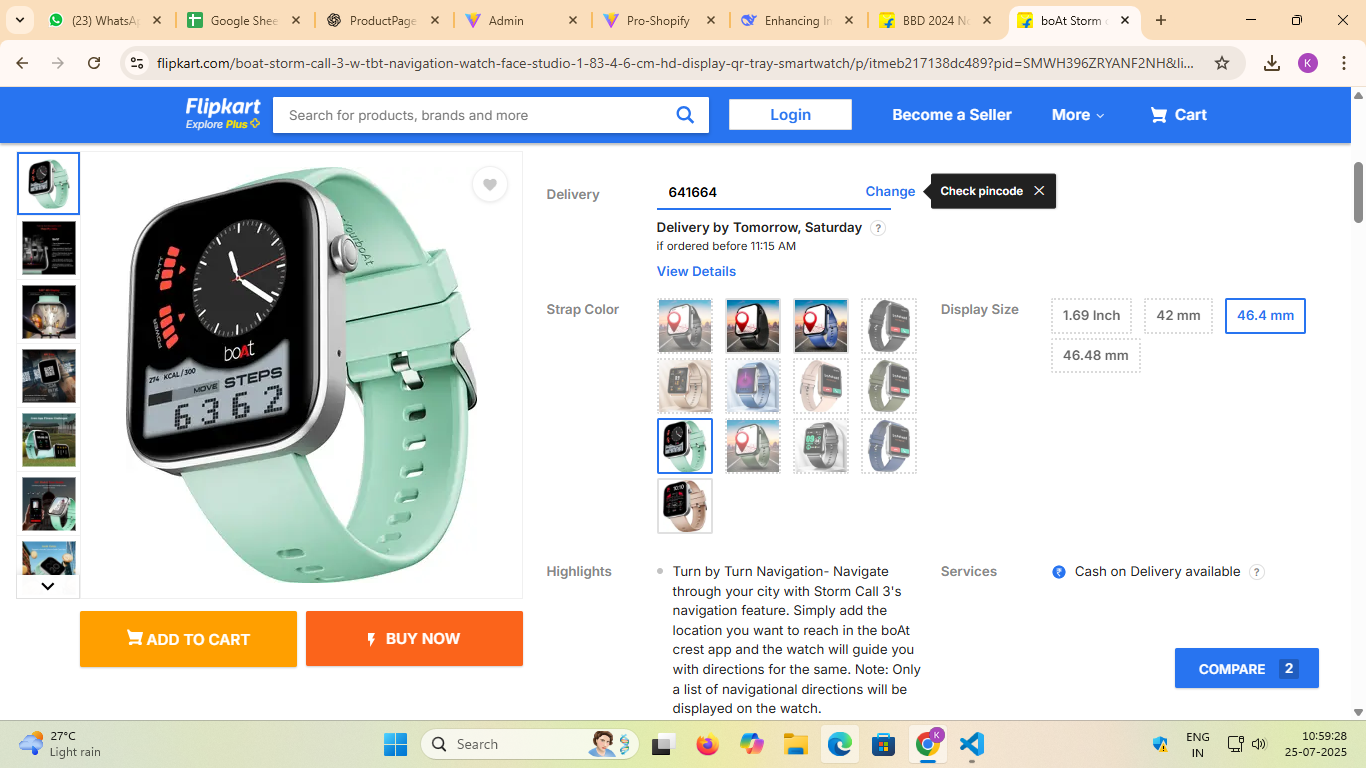 (23) WhatsA
Google Shee
ProductPage
Admin
Pro-Shopify
Enhancing In
BBD 2024 No
boAt Storm c
flipkart.com/boat-storm-call-3-w-tbt-navigation-watch-face-studio-1-83-4-6-cm-hd-display-qr-tray-smartwatch/p/itmeb217138dc489?pid=SMWH396ZRYANF2NH&li...
K
Flipkart
Explore Plus
Search for products, brands and more
Login
Become a Seller
More
Cart
Delivery
641664
Change
Check pincode
Delivery by Tomorrow, Saturday ?
if ordered before 11:15 AM
View Details
Strap Color
Display Size
1.69 Inch
42 mm
46.4 mm
46.48 mm
BATT
POWER
boAt
274 KCAL / 300
MOVE
STEPS
6362
Highlights
Turn by Turn Navigation- Navigate
through your city with Storm Call 3's
navigation feature. Simply add the
location you want to reach in the boAt
crest app and the watch will guide you
with directions for the same. Note: Only
a list of navigational directions will be
displayed on the watch.
Services
₹ Cash on Delivery available ?
ADD TO CART
BUY NOW
COMPARE 2
27°C
Light rain
Search
K
ENG
IN
10:59:28
25-07-2025